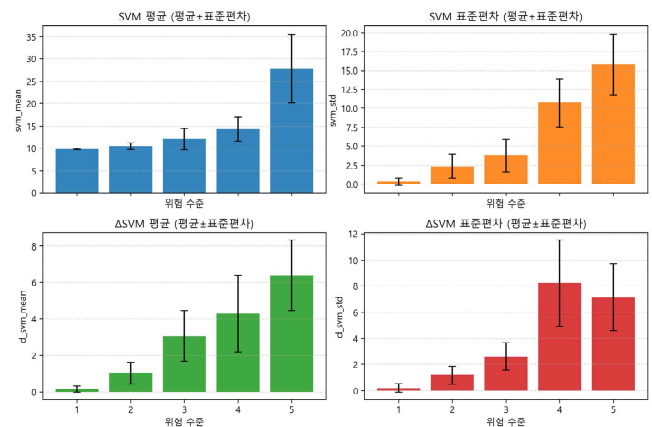 SVM 평균 (평균+표준편차)
svm_mean
35
30
25
20
15
10
5
0
위험 수준
SVM 표준편차 (평균+표준편차)
svm_std
20.0
17.5
15.0
12.5
10.0
7.5
5.0
2.5
0.0
위험 수준
ΔSVM 평균 (평균±표준편차)
d_svm_mean
8
6
4
2
0
1 2 3 4 5
위험 수준
ΔSVM 표준편차 (평균±표준편차)
d_svm_std
12
10
8
6
4
2
0
1 2 3 4 5
위험 수준